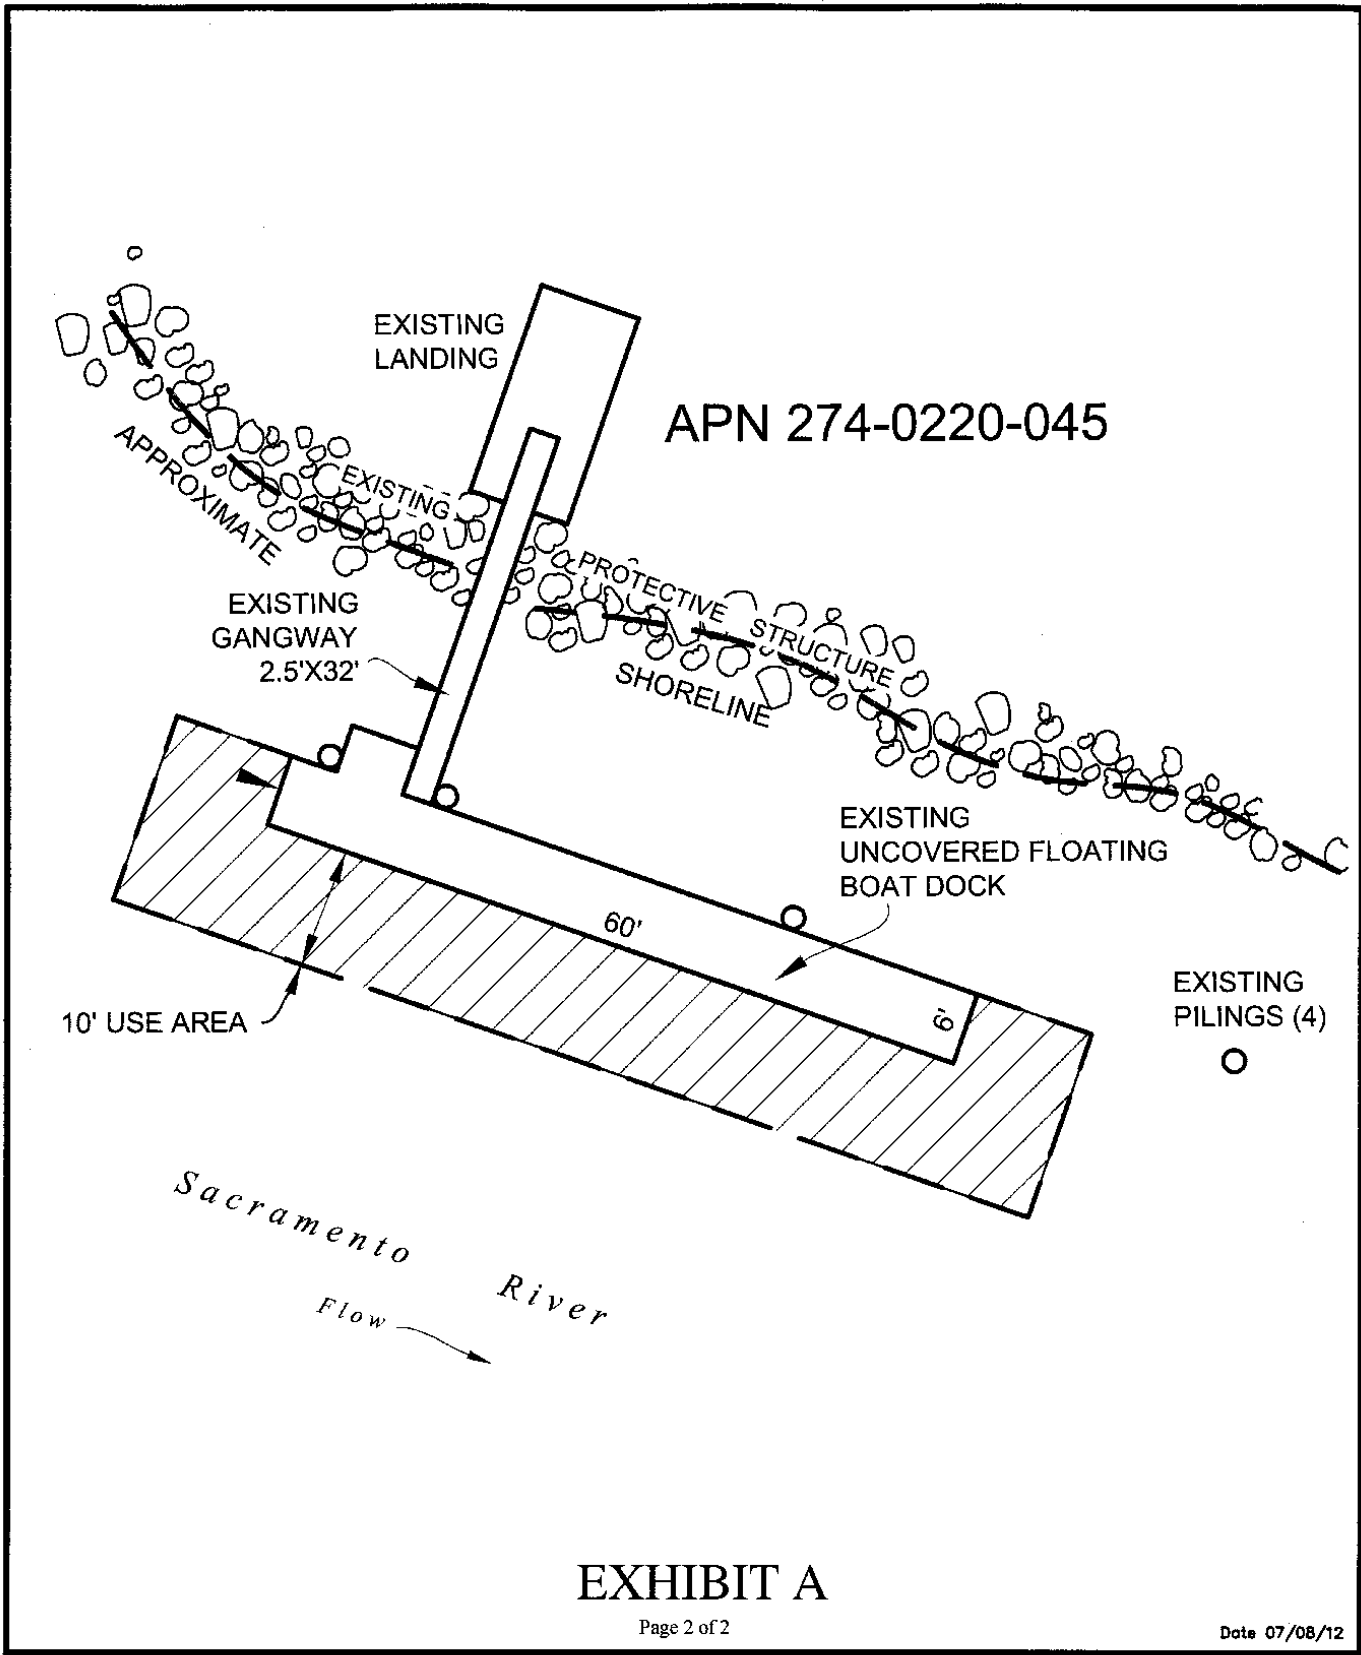 EXISTING
LANDING
APN 274-0220-045
APPROXIMATE
EXISTING
PROTECTIVE STRUCTURE
SHORELINE
EXISTING
GANGWAY
2.5'X32'
EXISTING
UNCOVERED FLOATING
BOAT DOCK
60'
6'
10' USE AREA
EXISTING
PILINGS (4)
Sacramento River
Flow
EXHIBIT A
Page 2 of 2
Date 07/08/12